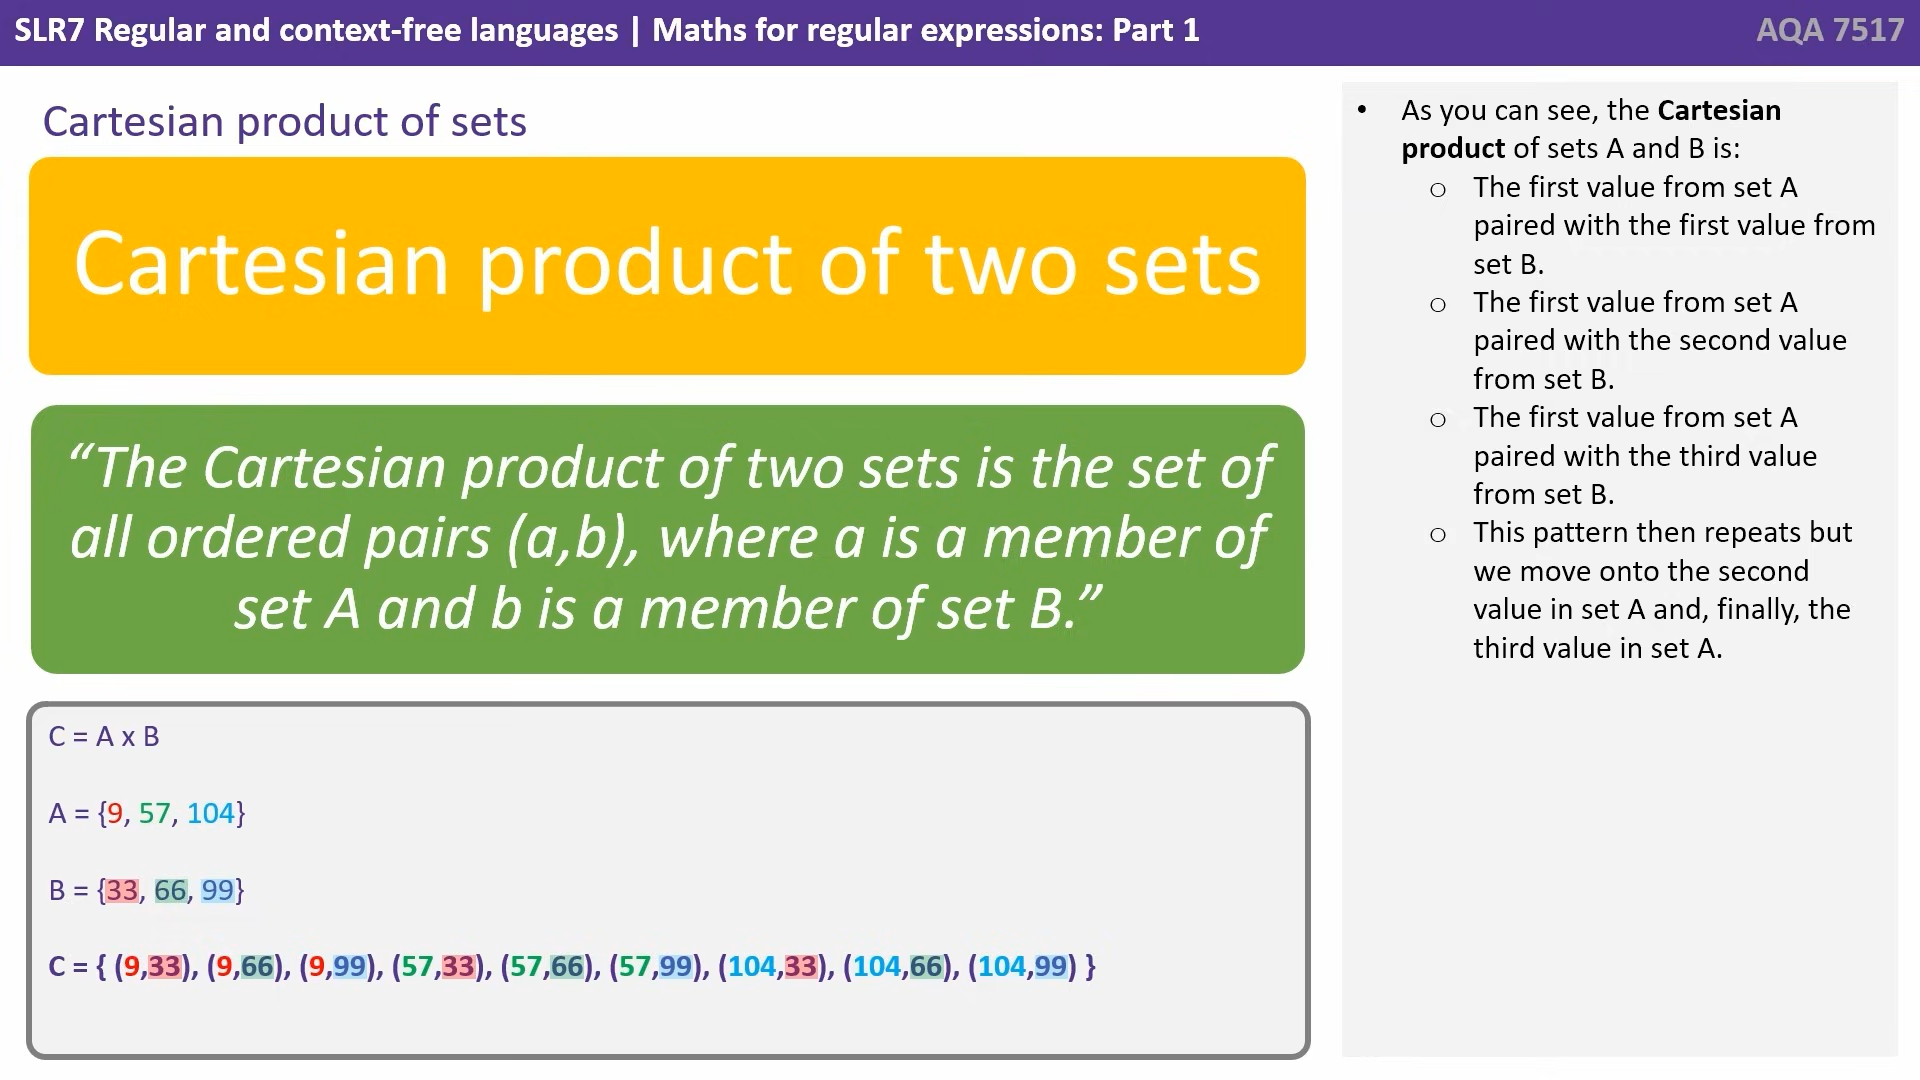 SLR7 Regular and context-free languages | Maths for regular expressions: Part 1
AQA 7517
Cartesian product of sets
Cartesian product of two sets
“The Cartesian product of two sets is the set of
all ordered pairs (a,b), where a is a member of
set A and b is a member of set B.”
C = A x B
A = {9, 57, 104}
B = {33, 66, 99}
C = { (9,33), (9,66), (9,99), (57,33), (57,66), (57,99), (104,33), (104,66), (104,99) }
• As you can see, the Cartesian
product of sets A and B is:
o The first value from set A
paired with the first value from
set B.
o The first value from set A
paired with the second value
from set B.
o The first value from set A
paired with the third value
from set B.
o This pattern then repeats but
we move onto the second
value in set A and, finally, the
third value in set A.